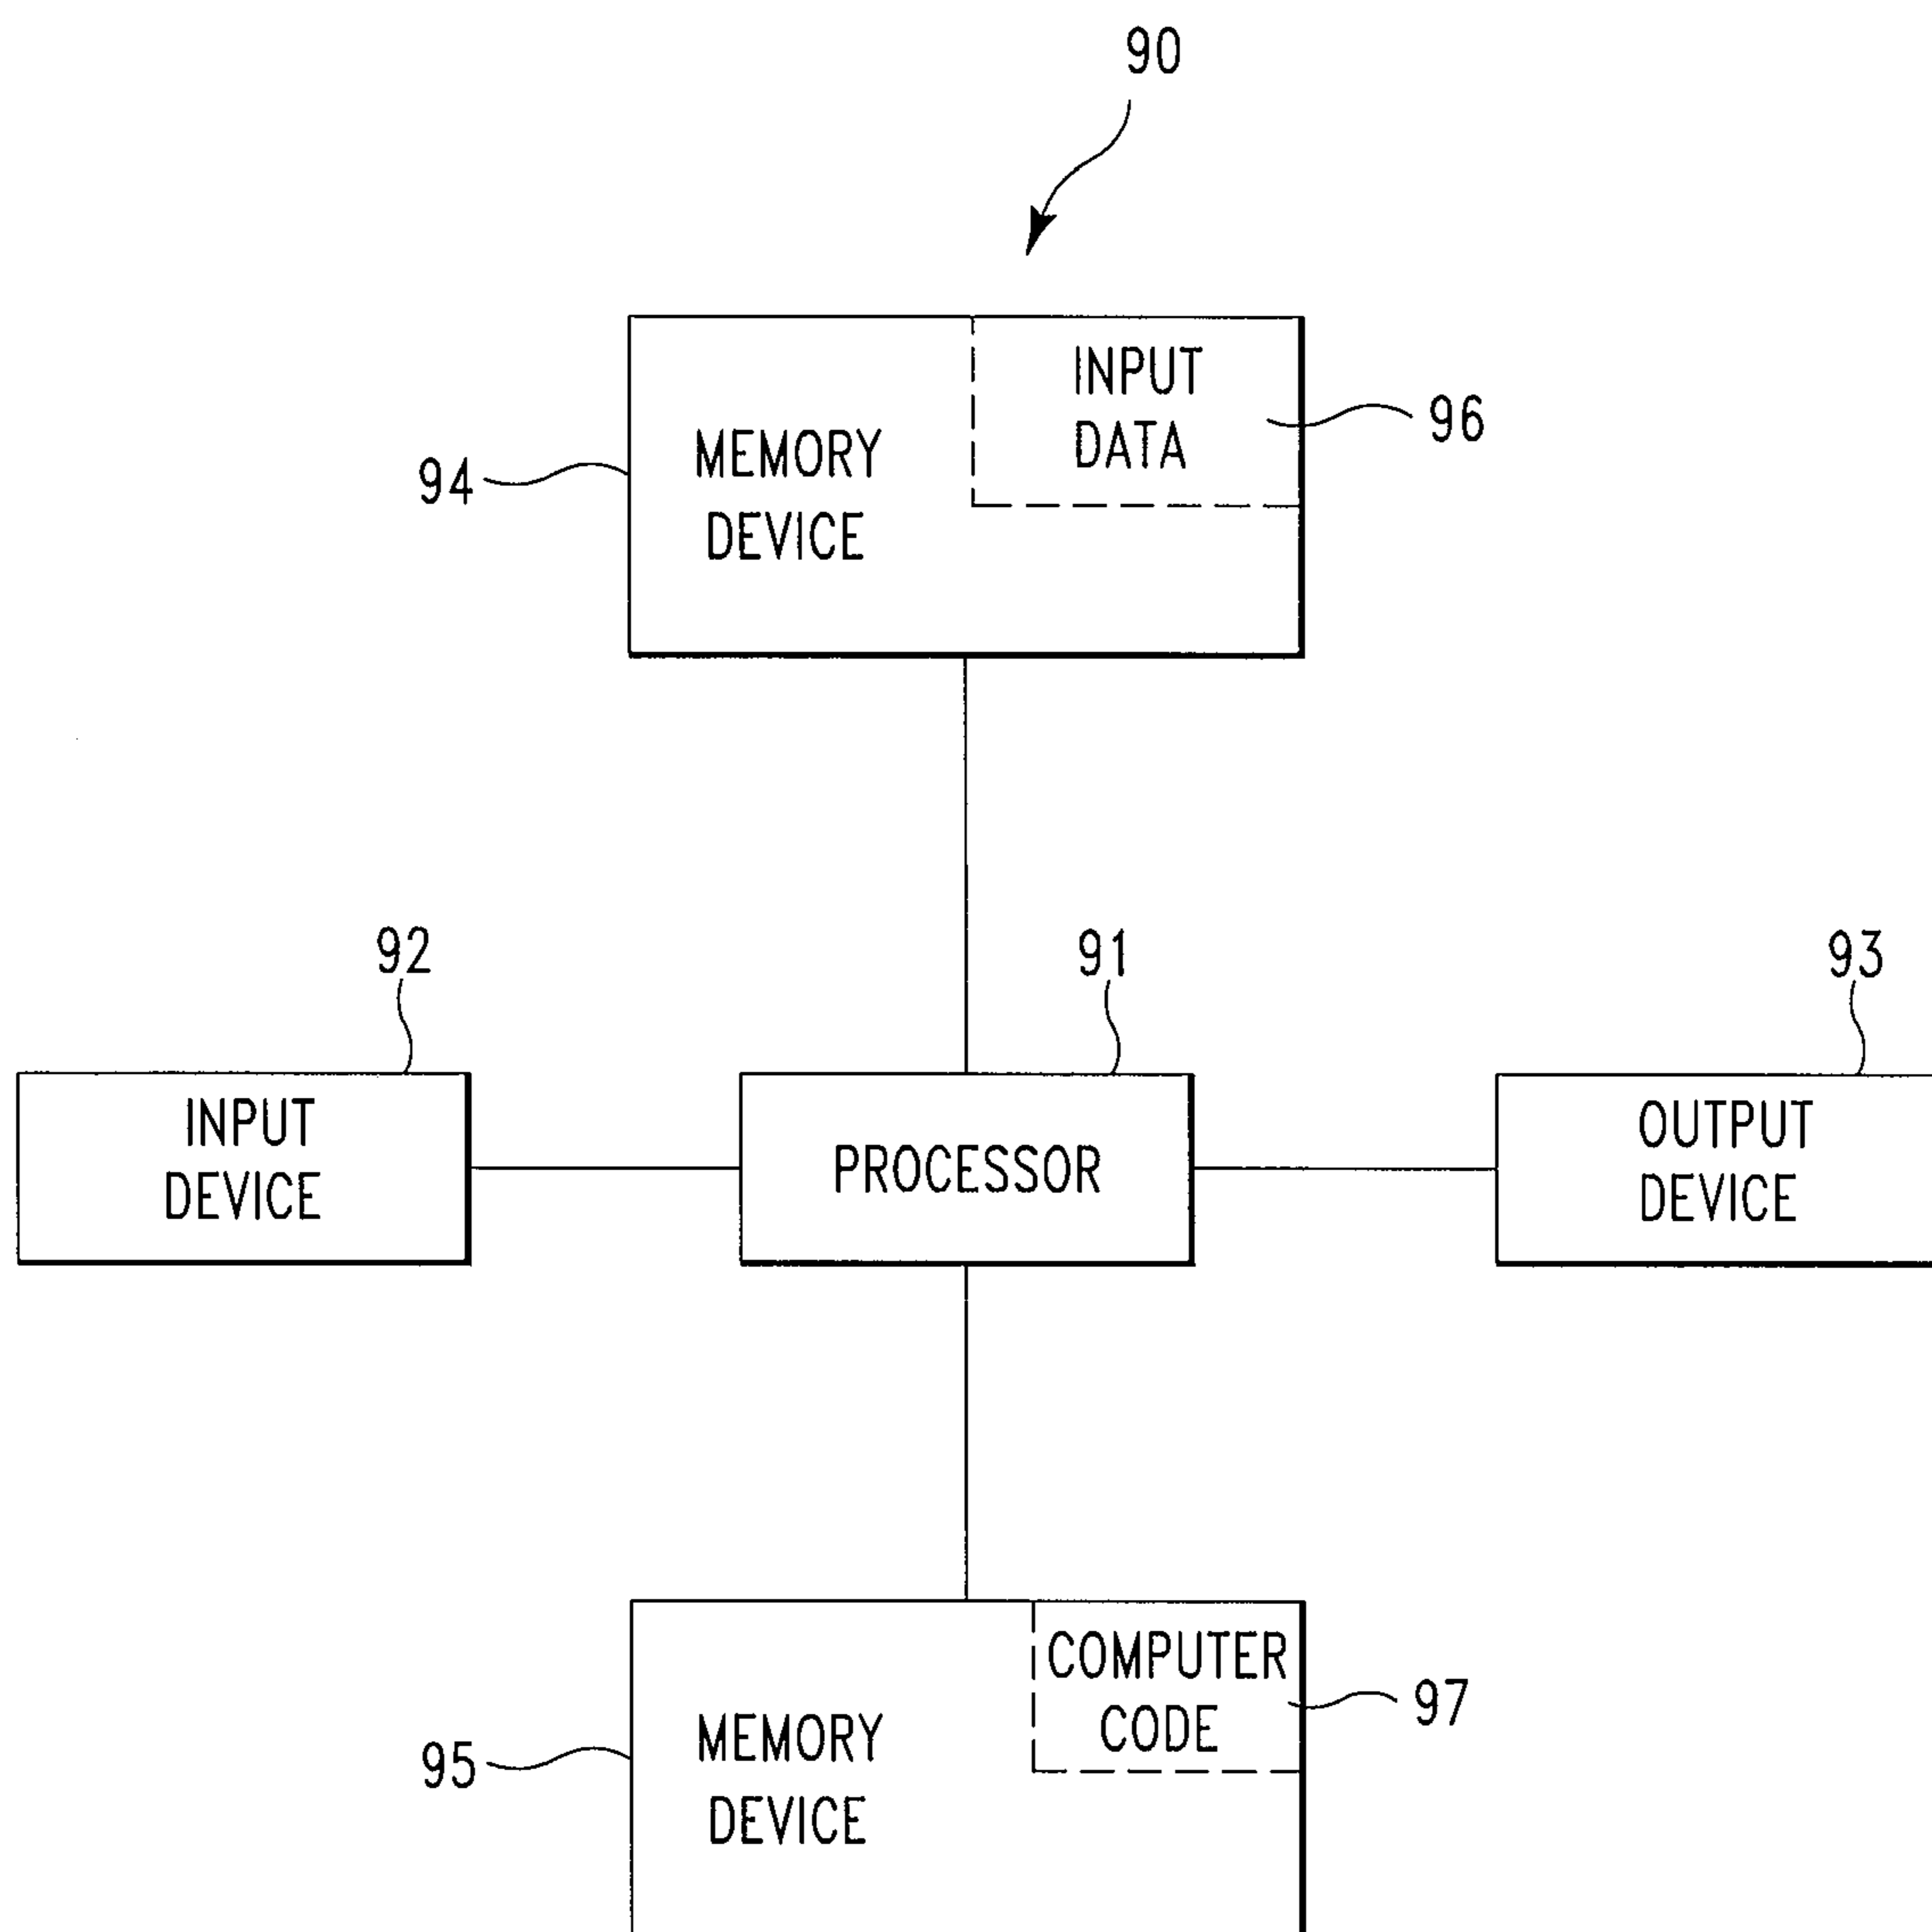 90
INPUT
DATA
96
MEMORY
DEVICE
94
92
91
93
INPUT
DEVICE
PROCESSOR
OUTPUT
DEVICE
COMPUTER
CODE
97
MEMORY
DEVICE
95